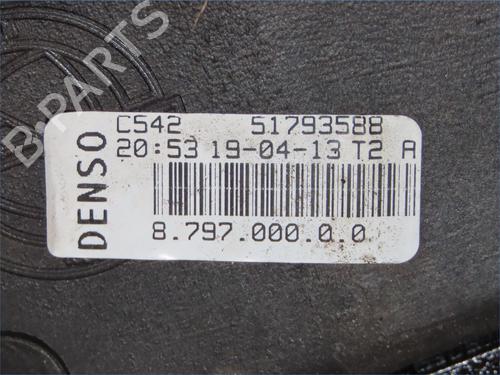 B-PARTS
DENSO
C542 51793588
20:53 19-04-13 T2 A
8.797.000.0.0